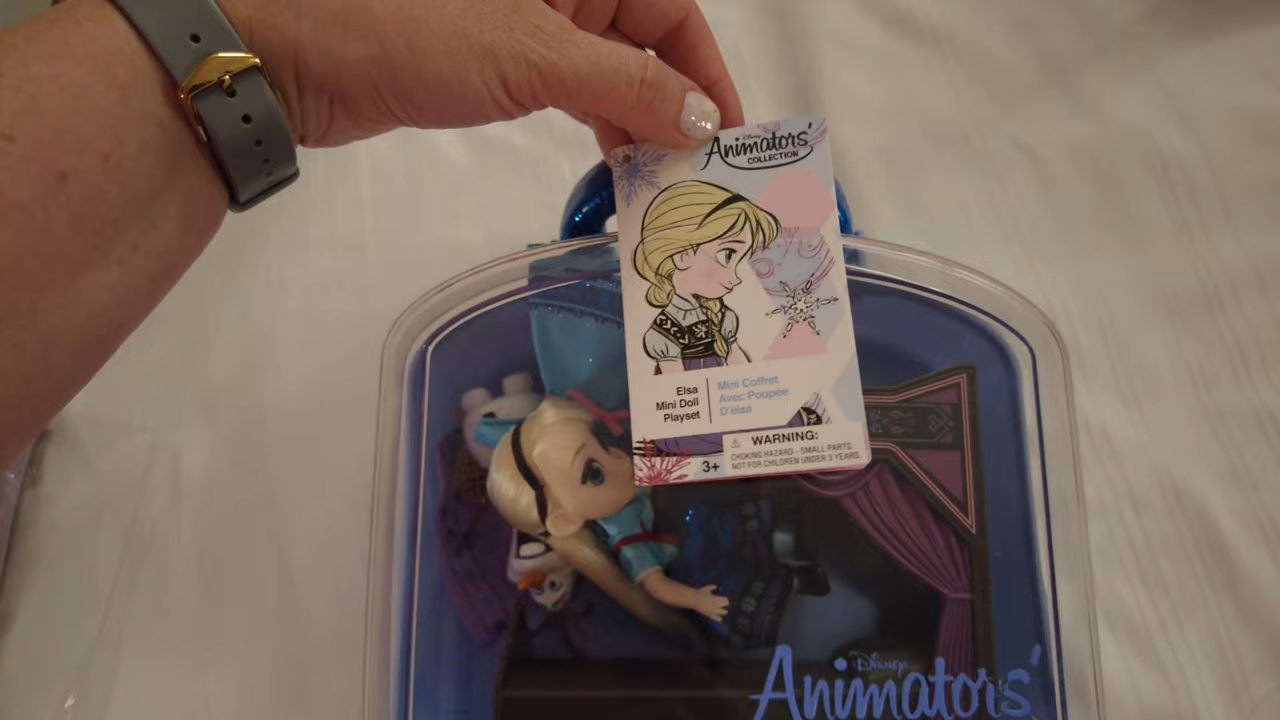 Disney
Animators'
COLLECTION
Elsa
Mini Doll
Playset
Mini Coffret
Avec Poupée
D'elsa
⚠ WARNING:
CHOKING HAZARD - SMALL PARTS
NOT FOR CHILDREN UNDER 3 YEARS.
3+
Disney
Animators'